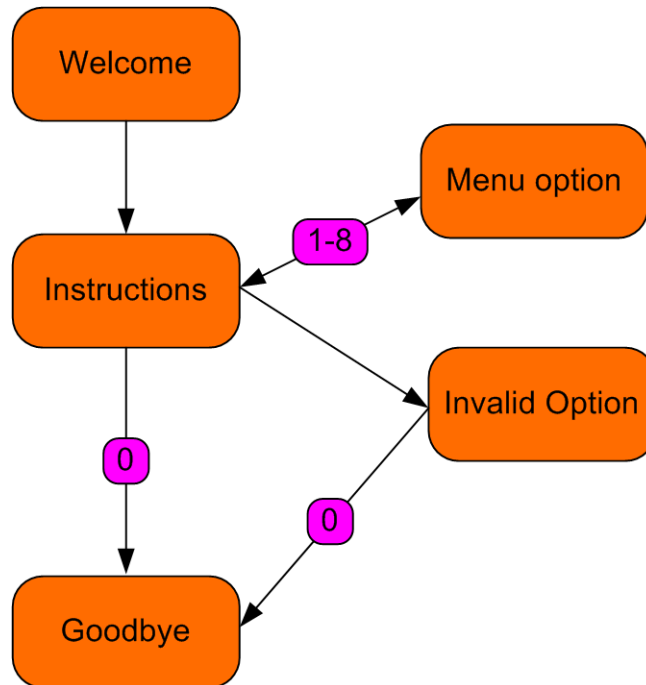 Welcome
Menu option
1-8
Instructions
Invalid Option
0
0
Goodbye